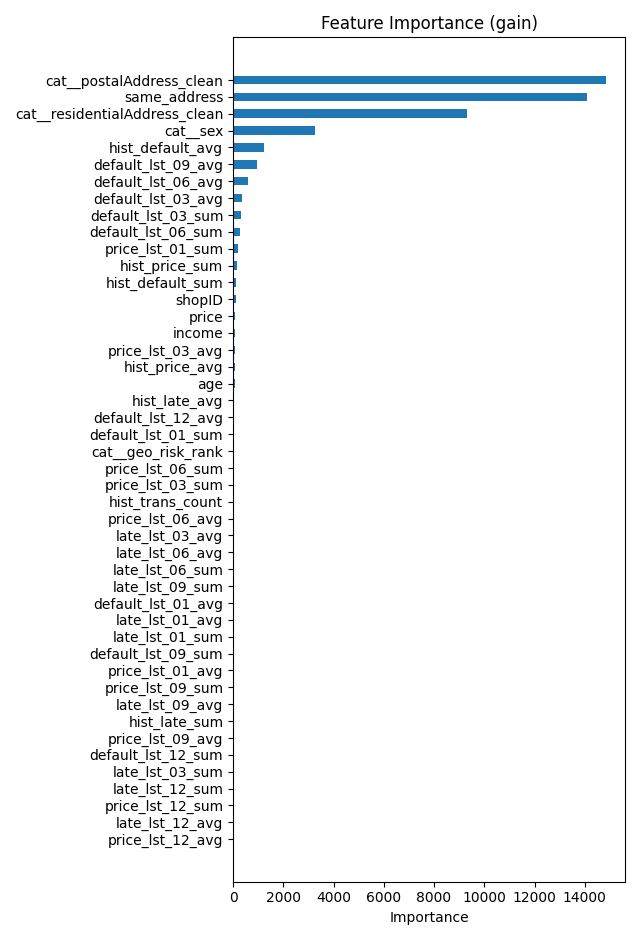 Feature Importance (gain)
cat__postalAddress_clean
same_address
cat__residentialAddress_clean
cat__sex
hist_default_avg
default_lst_09_avg
default_lst_06_avg
default_lst_03_avg
default_lst_03_sum
default_lst_06_sum
price_lst_01_sum
hist_price_sum
hist_default_sum
shopID
price
income
price_lst_03_avg
hist_price_avg
age
hist_late_avg
default_lst_12_avg
default_lst_01_sum
cat__geo_risk_rank
price_lst_06_sum
price_lst_03_sum
hist_trans_count
price_lst_06_avg
late_lst_03_avg
late_lst_06_avg
late_lst_06_sum
late_lst_09_sum
default_lst_01_avg
late_lst_01_avg
late_lst_01_sum
default_lst_09_sum
price_lst_01_avg
price_lst_09_sum
late_lst_09_avg
hist_late_sum
price_lst_09_avg
default_lst_12_sum
late_lst_03_sum
late_lst_12_sum
price_lst_12_sum
late_lst_12_avg
price_lst_12_avg
0 2000 4000 6000 8000 10000 12000 14000
Importance